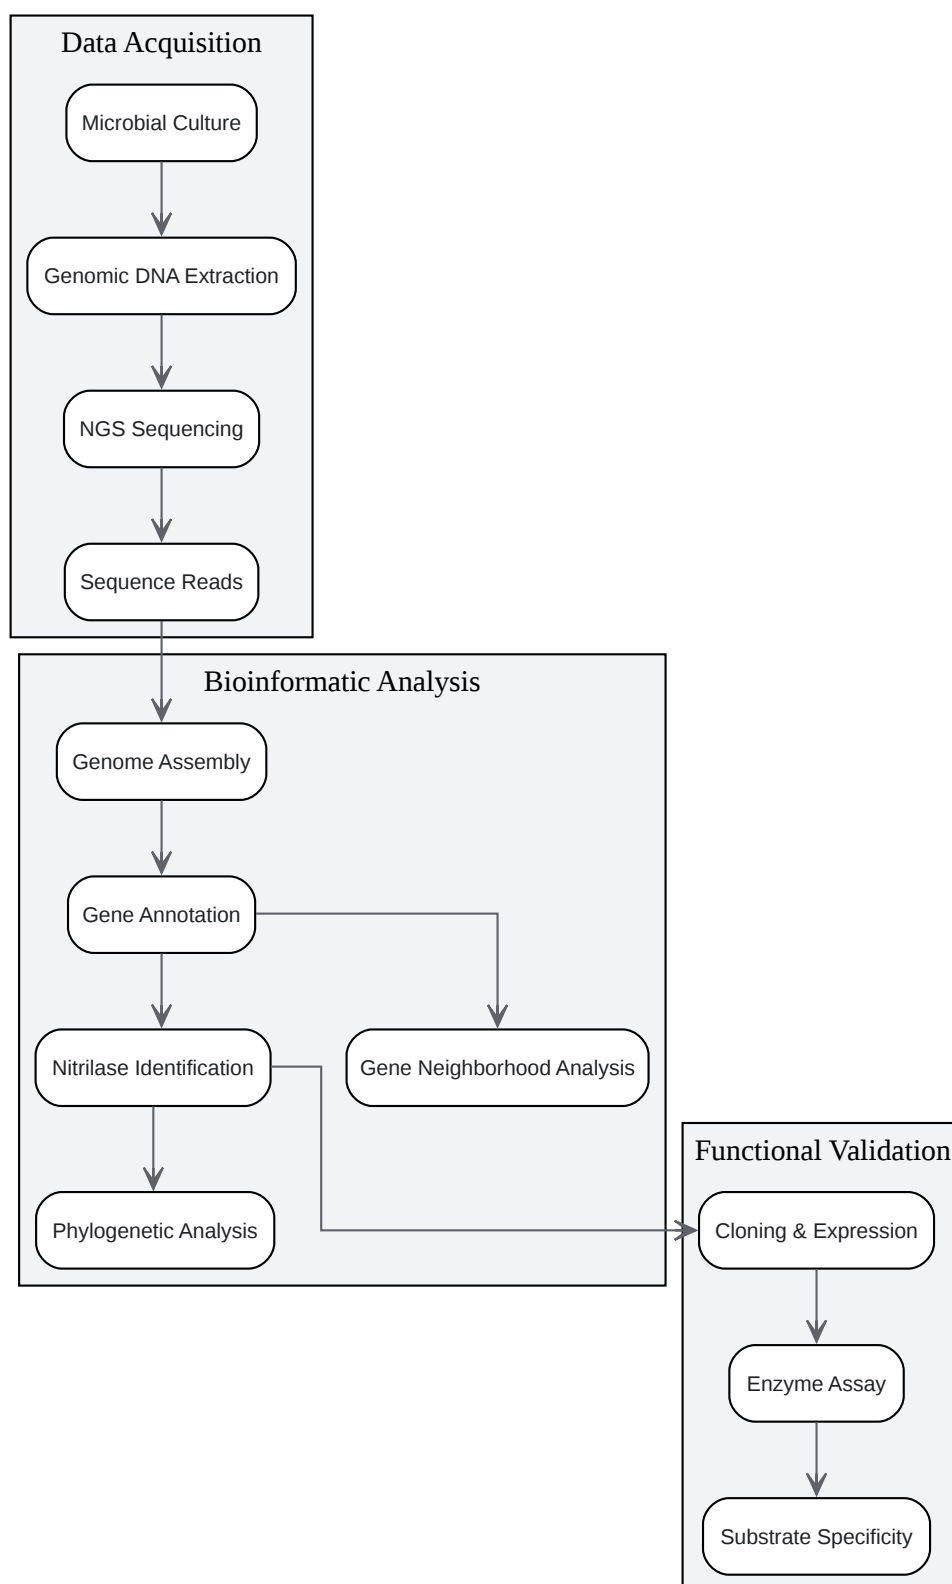 Data Acquisition
Microbial Culture
Genomic DNA Extraction
NGS Sequencing
Sequence Reads
Bioinformatic Analysis
Genome Assembly
Gene Annotation
Nitrilase Identification
Gene Neighborhood Analysis
Phylogenetic Analysis
Functional Validation
Cloning & Expression
Enzyme Assay
Substrate Specificity